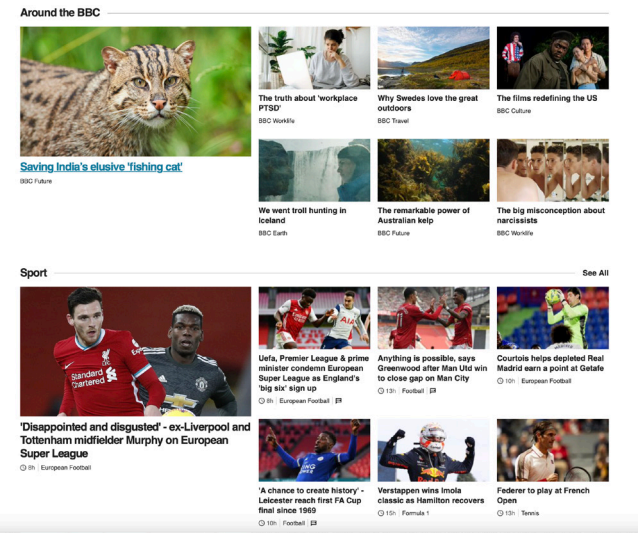 Around the BBC
Saving India's elusive 'fishing cat'
BBC Future
The truth about 'workplace
PTSD'
BBC Worklife
Why Swedes love the great
outdoors
BBC Travel
The films redefining the US
BBC Culture
We went troll hunting in
Iceland
BBC Earth
The remarkable power of
Australian kelp
BBC Future
The big misconception about
narcissists
BBC Worklife
Sport
See All
Standard
Chartered
'Disappointed and disgusted' - ex-Liverpool and
Tottenham midfielder Murphy on European
Super League
8h | European Football
Uefa, Premier League & prime
minister condemn European
Super League as England's
'big six' sign up
8h | European Football
Anything is possible, says
Greenwood after Man Utd win
to close gap on Man City
13h | Football
Courtois helps depleted Real
Madrid earn a point at Getafe
10h | European Football
'A chance to create history' -
Leicester reach first FA Cup
final since 1969
10h | Football
Verstappen wins Imola
classic as Hamilton recovers
15h | Formula 1
Federer to play at French
Open
13h | Tennis